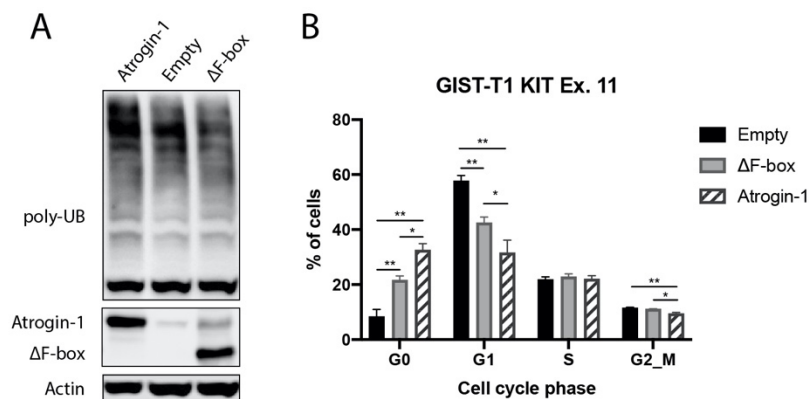 A
Atrogin-1
Empty
ΔF-box
poly-UB
Atrogin-1
ΔF-box
Actin
B
GIST-T1 KIT Ex. 11
% of cells
80
60
40
20
0
** ** * ** ** * ** *
G0 G1 S G2_M
Cell cycle phase
Empty
ΔF-box
Atrogin-1